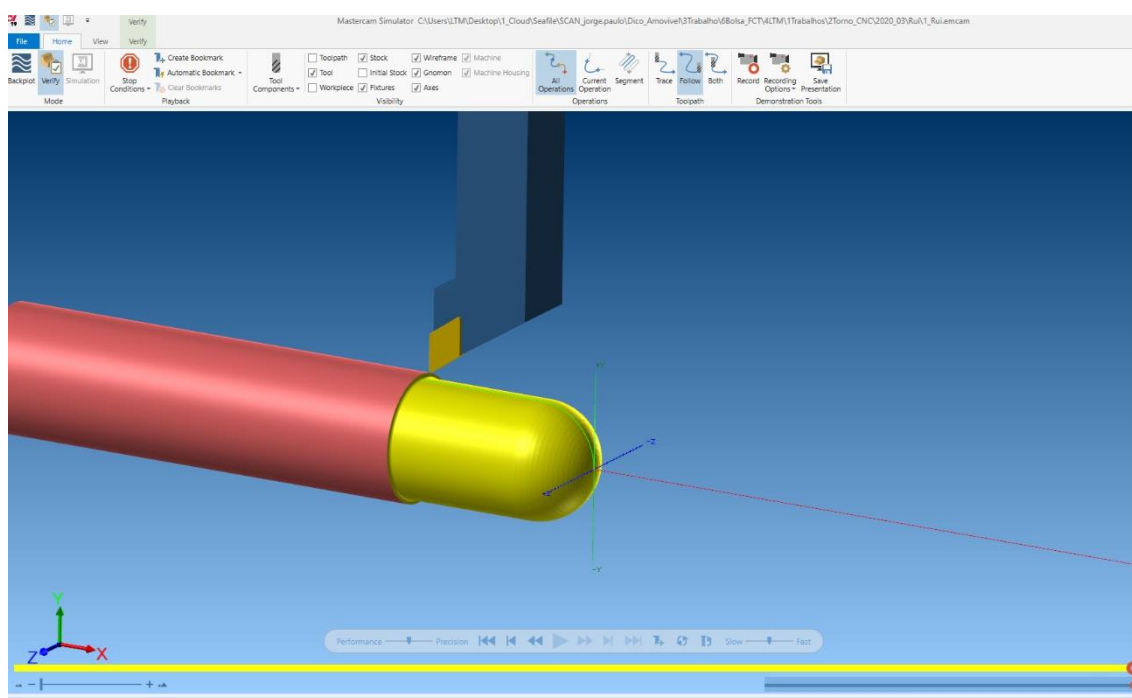 Verify
Mastercam Simulator C:\Users\LTM\Desktop\1_Cloud\Seafile\SCAN_jorge.paulo\Dico_Amovivel\3Trabalho\6Bolsa_FCT\4LTM\1Trabalhos\2Torno_CNC\2020_03\Rui\1_Rui.emcam
File Home View Verify
Create Bookmark
Automatic Bookmark
Clear Bookmarks
Toolpath Stock Wireframe Machine
Tool Initial Stock Gnomon Machine Housing
Workpiece Fixtures Axes
Backplot Verify Simulation
Stop Conditions
Tool Components
All Operations Current Operation Segment
Trace Follow Both
Record Recording Options Save Presentation
Mode Playback Visibility Operations Toolpath Demonstration Tools
+Y
-Z
+Z
-Y
Y
Z X
Performance Precision Slow Fast